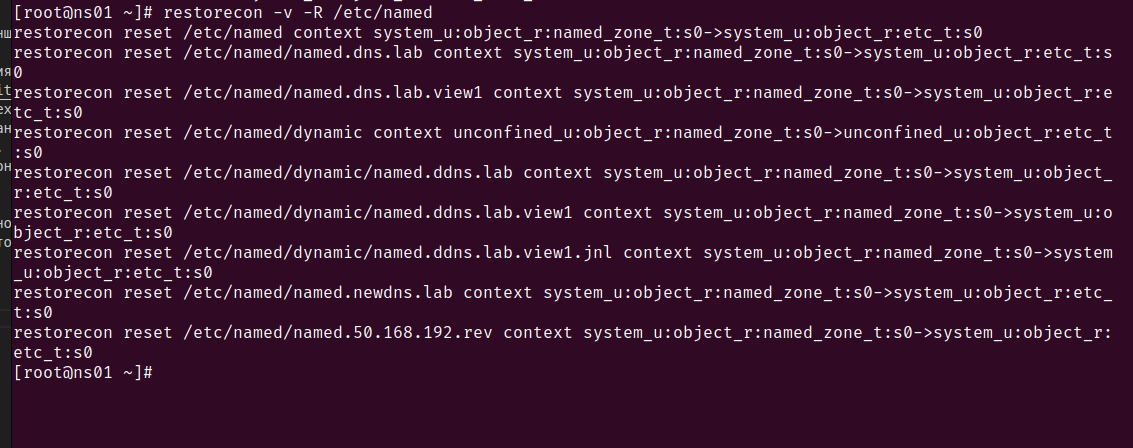 [root@ns01 ~]# restorecon -v -R /etc/named
restorecon reset /etc/named context system_u:object_r:named_zone_t:s0->system_u:object_r:etc_t:s0
restorecon reset /etc/named/named.dns.lab context system_u:object_r:named_zone_t:s0->system_u:object_r:etc_t:s
0
restorecon reset /etc/named/named.dns.lab.view1 context system_u:object_r:named_zone_t:s0->system_u:object_r:e
tc_t:s0
restorecon reset /etc/named/dynamic context unconfined_u:object_r:named_zone_t:s0->unconfined_u:object_r:etc_t
:s0
restorecon reset /etc/named/dynamic/named.ddns.lab context system_u:object_r:named_zone_t:s0->system_u:object_
r:etc_t:s0
restorecon reset /etc/named/dynamic/named.ddns.lab.view1 context system_u:object_r:named_zone_t:s0->system_u:o
bject_r:etc_t:s0
restorecon reset /etc/named/dynamic/named.ddns.lab.view1.jnl context system_u:object_r:named_zone_t:s0->system
_u:object_r:etc_t:s0
restorecon reset /etc/named/named.newdns.lab context system_u:object_r:named_zone_t:s0->system_u:object_r:etc_
t:s0
restorecon reset /etc/named/named.50.168.192.rev context system_u:object_r:named_zone_t:s0->system_u:object_r:
etc_t:s0
[root@ns01 ~]#